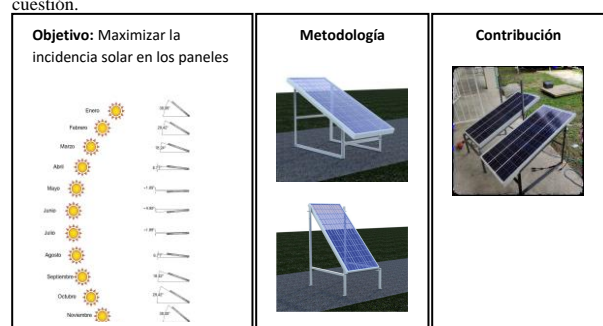 cuestión.
Objetivo: Maximizar la
incidencia solar en los paneles
Metodología
Contribución
Enero
Febrero
Marzo
Abril
Mayo
Junio
Julio
Agosto
Septiembre
Octubre
Noviembre